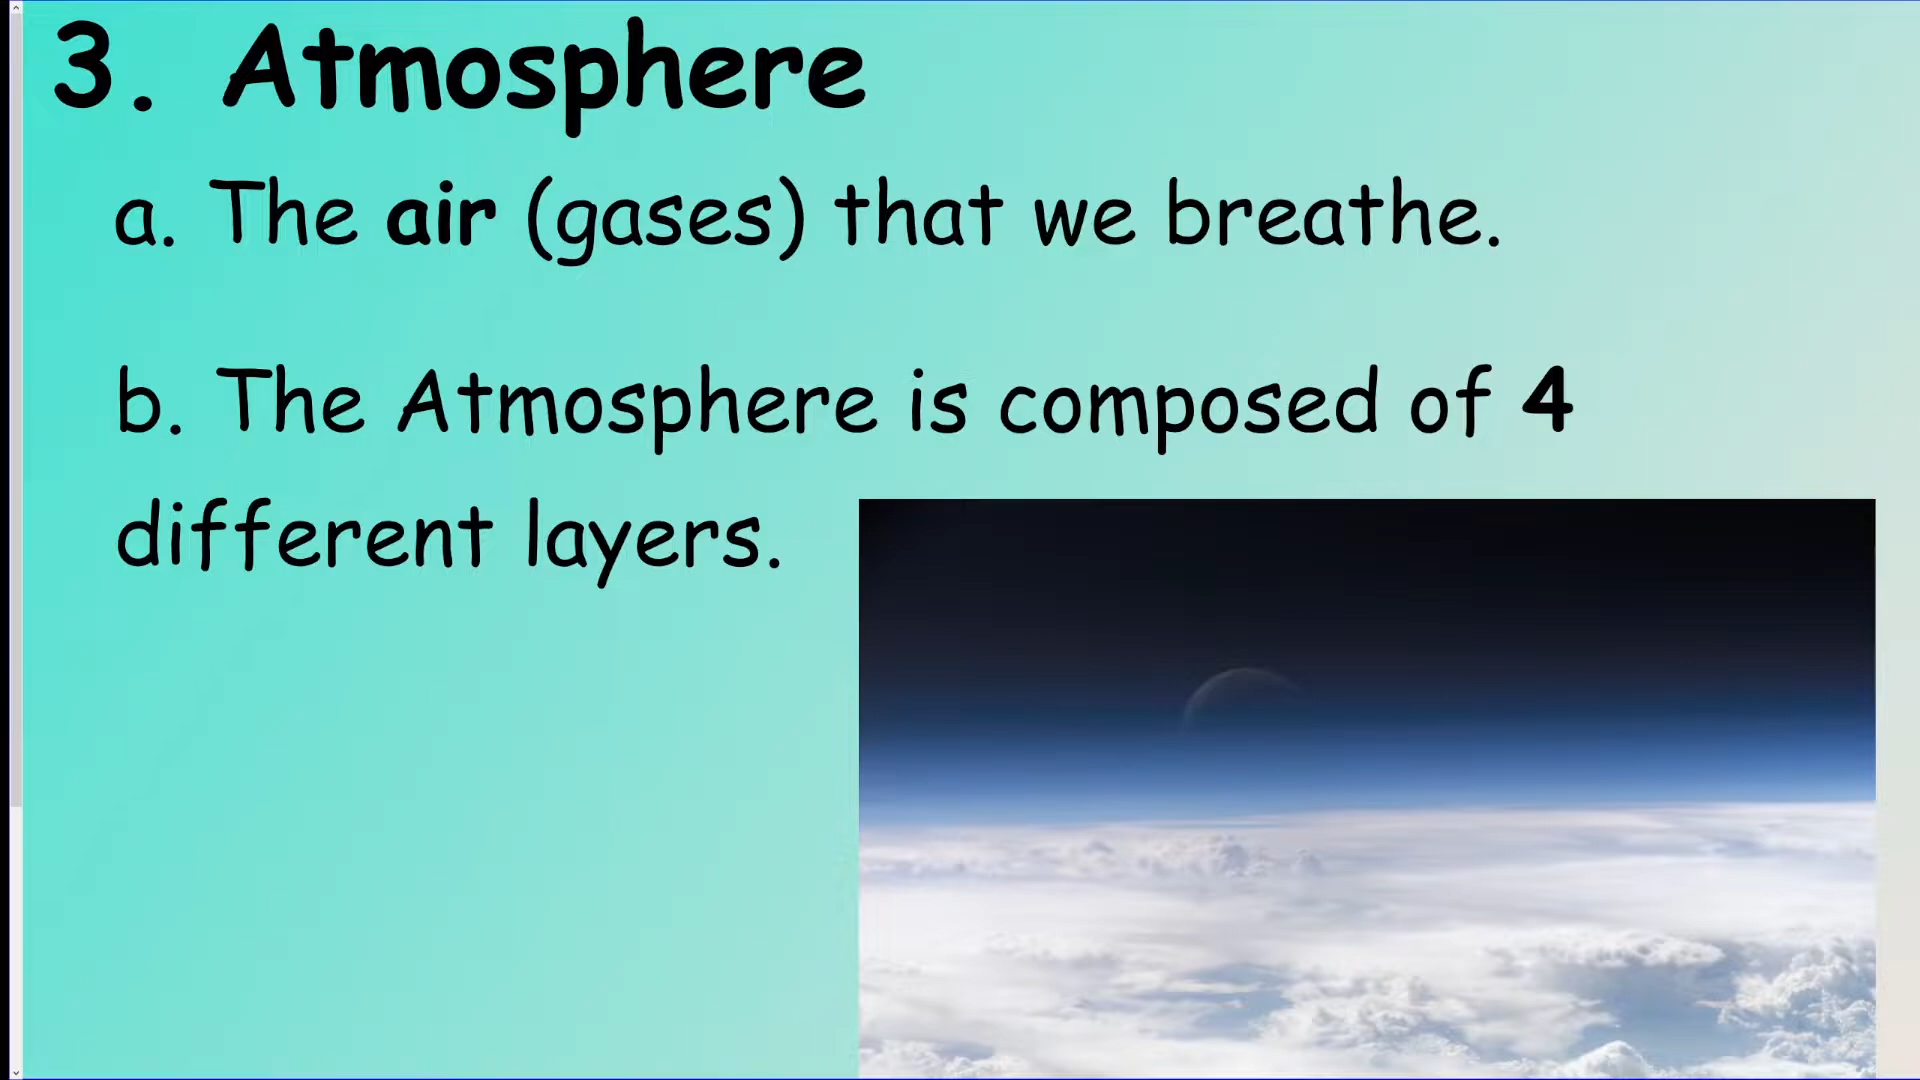 3. Atmosphere
a. The air (gases) that we breathe.
b. The Atmosphere is composed of 4
different layers.